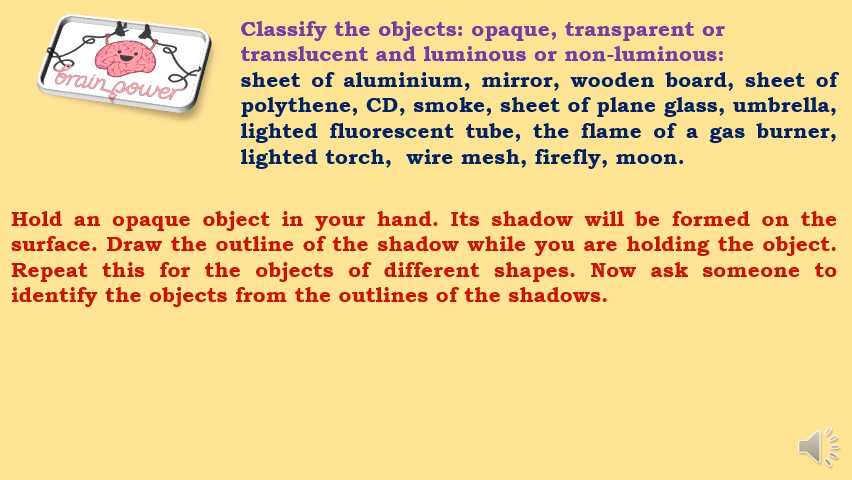 brain power
Classify the objects: opaque, transparent or
translucent and luminous or non-luminous:
sheet of aluminium, mirror, wooden board, sheet of
polythene, CD, smoke, sheet of plane glass, umbrella,
lighted fluorescent tube, the flame of a gas burner,
lighted torch, wire mesh, firefly, moon.
Hold an opaque object in your hand. Its shadow will be formed on the
surface. Draw the outline of the shadow while you are holding the object.
Repeat this for the objects of different shapes. Now ask someone to
identify the objects from the outlines of the shadows.